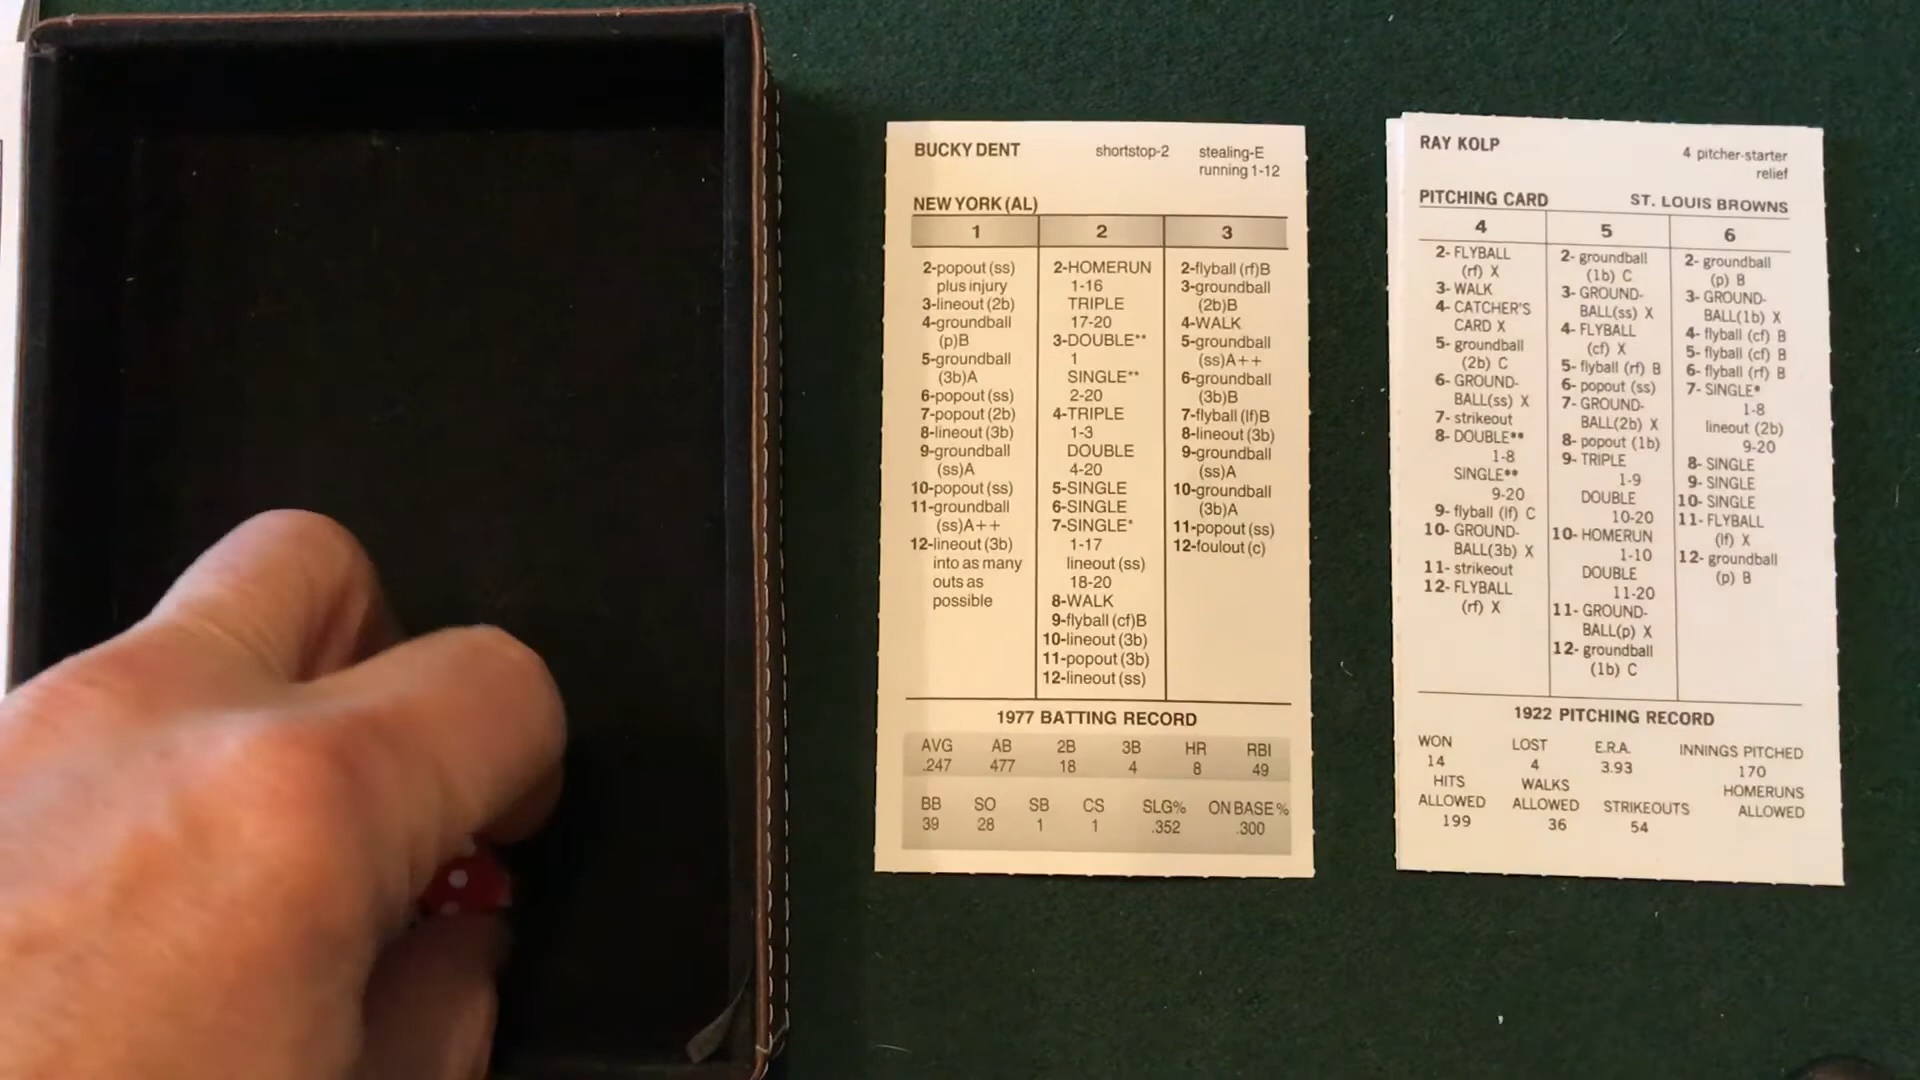 BUCKY DENT
shortstop-2
stealing-E
running 1-12
NEW YORK (AL)
1
2-popout (ss)
plus injury
3-lineout (2b)
4-groundball
(p)B
5-groundball
(3b)A
6-popout (ss)
7-popout (2b)
8-lineout (3b)
9-groundball
(ss)A
10-popout (ss)
11-groundball
(ss)A++
12-lineout (3b)
into as many
outs as
possible
2
2-HOMERUN
1-16
TRIPLE
17-20
3-DOUBLE**
1
SINGLE**
2-20
4-TRIPLE
1-3
DOUBLE
4-20
5-SINGLE
6-SINGLE
7-SINGLE*
1-17
lineout (ss)
18-20
8-WALK
9-flyball (cf)B
10-lineout (3b)
11-popout (3b)
12-lineout (ss)
3
2-flyball (rf)B
3-groundball
(2b)B
4-WALK
5-groundball
(ss)A++
6-groundball
(3b)B
7-flyball (lf)B
8-lineout (3b)
9-groundball
(ss)A
10-groundball
(3b)A
11-popout (ss)
12-foulout (c)
1977 BATTING RECORD
AVG AB 2B 3B HR RBI
.247 477 18 4 8 49
BB SO SB CS SLG% ON BASE %
39 28 1 1 .352 .300
RAY KOLP
4 pitcher-starter
relief
PITCHING CARD
ST. LOUIS BROWNS
4
2- FLYBALL
(rf) X
3- WALK
4- CATCHER'S
CARD X
5- groundball
(2b) C
6- GROUND-
BALL(ss) X
7- strikeout
8- DOUBLE**
1-8
SINGLE**
9-20
9- flyball (lf) C
10- GROUND-
BALL(3b) X
11- strikeout
12- FLYBALL
(rf) X
5
2- groundball
(1b) C
3- GROUND-
BALL(ss) X
4- FLYBALL
(cf) X
5- flyball (rf) B
6- popout (ss)
7- GROUND-
BALL(2b) X
8- popout (1b)
9- TRIPLE
1-9
DOUBLE
10-20
10- HOMERUN
1-10
DOUBLE
11-20
11- GROUND-
BALL(p) X
12- groundball
(1b) C
6
2- groundball
(p) B
3- GROUND-
BALL(1b) X
4- flyball (cf) B
5- flyball (cf) B
6- flyball (rf) B
7- SINGLE*
1-8
lineout (2b)
9-20
8- SINGLE
9- SINGLE
10- SINGLE
11- FLYBALL
(lf) X
12- groundball
(p) B
1922 PITCHING RECORD
WON LOST E.R.A. INNINGS PITCHED
14 4 3.93 170
HITS WALKS HOMERUNS
ALLOWED ALLOWED STRIKEOUTS ALLOWED
199 36 54